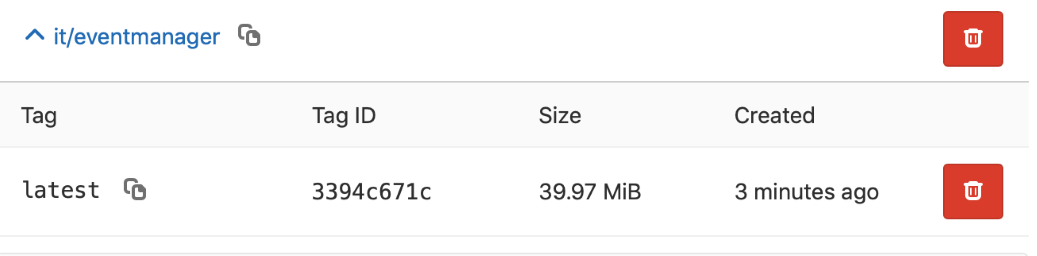 it/eventmanager
Tag Tag ID Size Created
latest 3394c671c 39.97 MiB 3 minutes ago